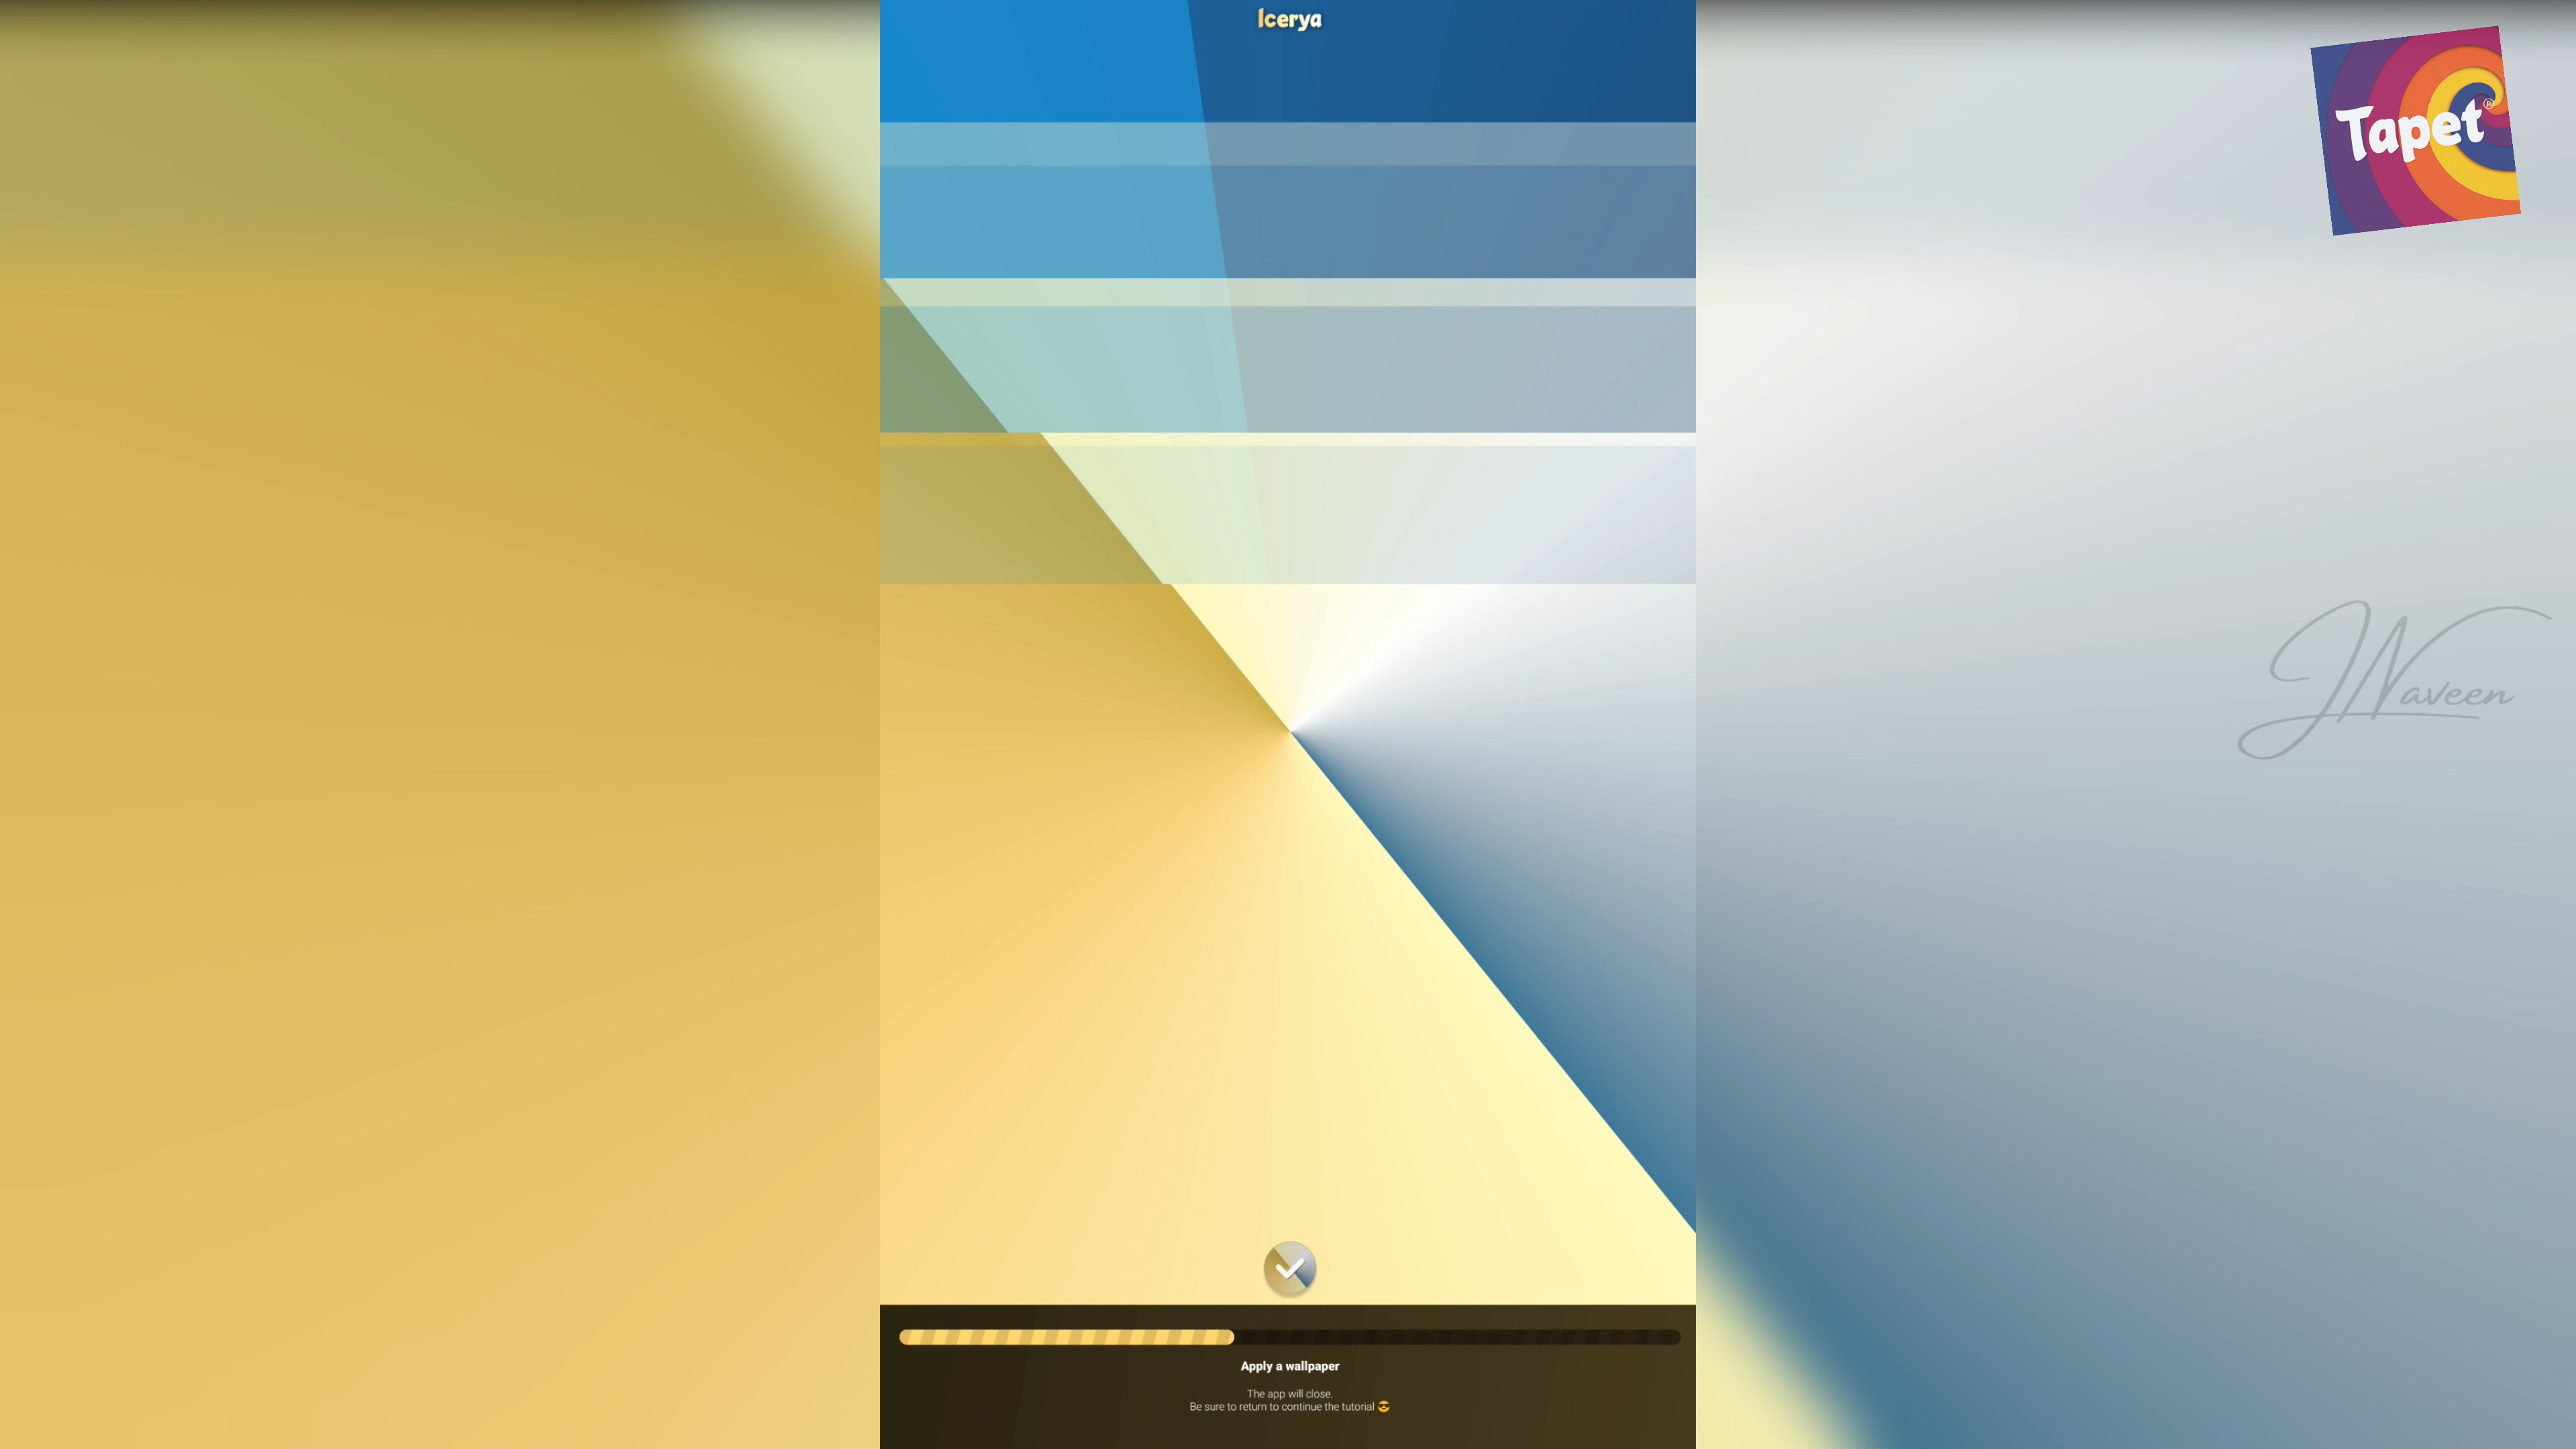 Icerya
Tapet®
JNaveen
Apply a wallpaper
The app will close.
Be sure to return to continue the tutorial 😎